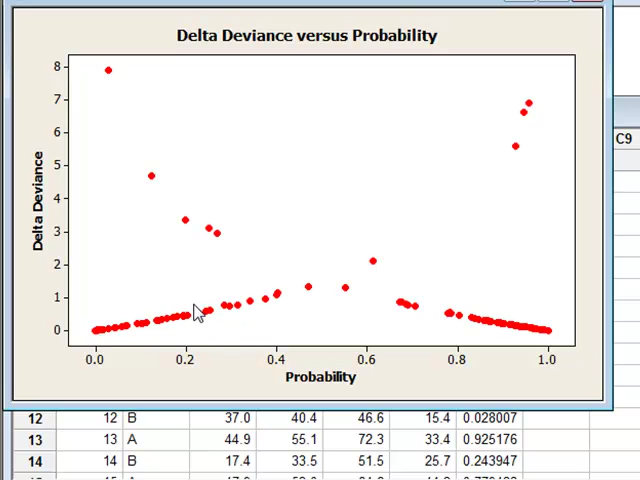 Delta Deviance versus Probability
8
7
6
5
4
3
2
1
0
Delta Deviance
0.0 0.2 0.4 0.6 0.8 1.0
Probability
C9
12 12 B 37.0 40.4 46.6 15.4 0.028007
13 13 A 44.9 55.1 72.3 33.4 0.925176
14 14 B 17.4 33.5 51.5 25.7 0.243947